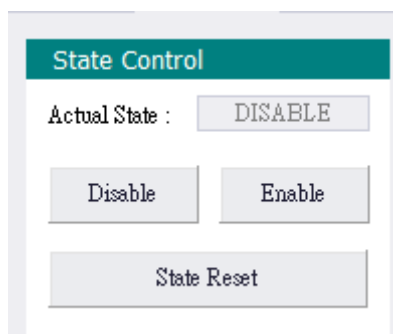 State Control
Actual State : DISABLE
Disable Enable
State Reset